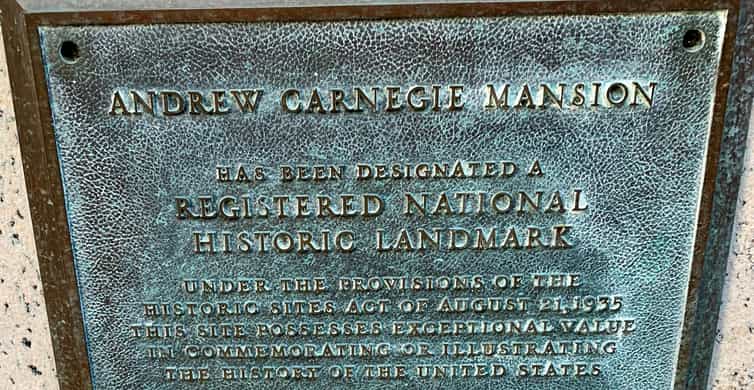 ANDREW CARNEGIE MANSION
HAS BEEN DESIGNATED A
REGISTERED NATIONAL
HISTORIC LANDMARK
UNDER THE PROVISIONS OF THE
HISTORIC SITES ACT OF AUGUST 21, 1935
THIS SITE POSSESSES EXCEPTIONAL VALUE
IN COMMEMORATING OR ILLUSTRATING
THE HISTORY OF THE UNITED STATES